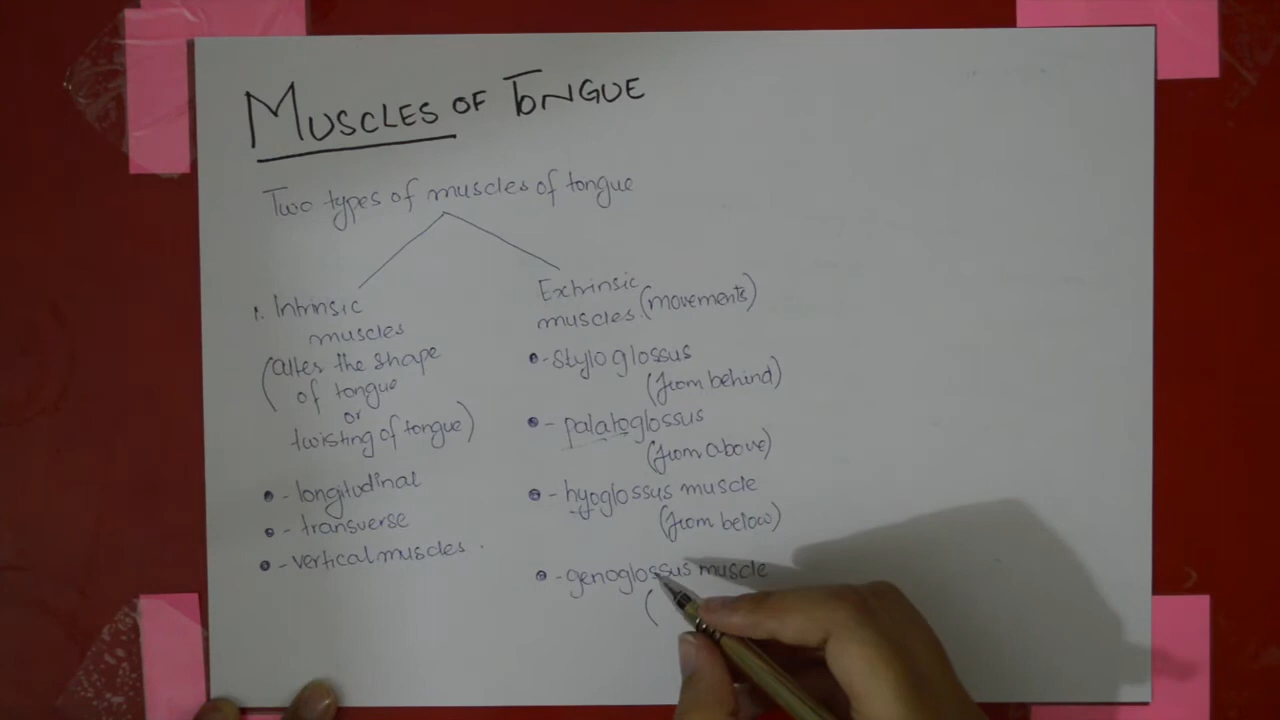 MUSCLES OF TONGUE
Two types of muscles of tongue
1. Intrinsic
muscles
(alter the shape
of tongue
or
twisting of tongue)
- longitudinal
- transverse
- vertical muscles.
Extrinsic
muscles. (movements)
- styloglossus
(from behind)
- palatoglossus
(from above)
- hyoglossus muscle
(from below)
- genoglossus muscle
(